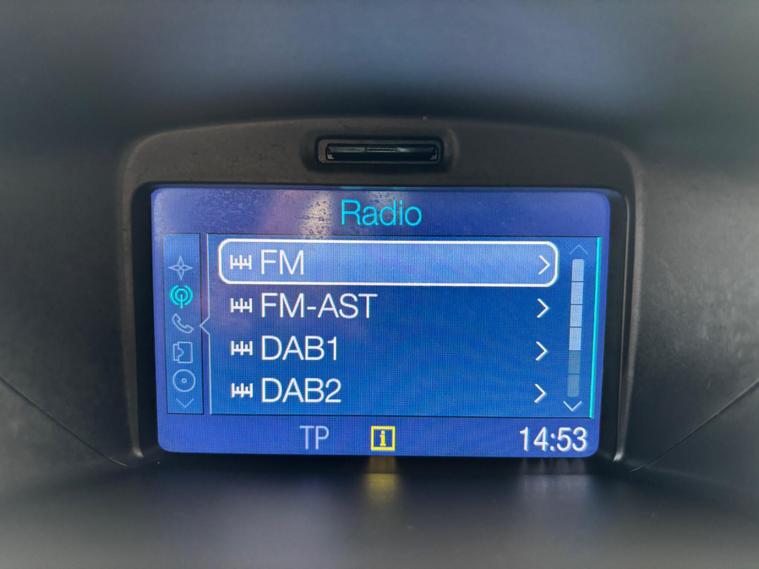 Radio
FM
FM-AST
DAB1
DAB2
TP i 14:53